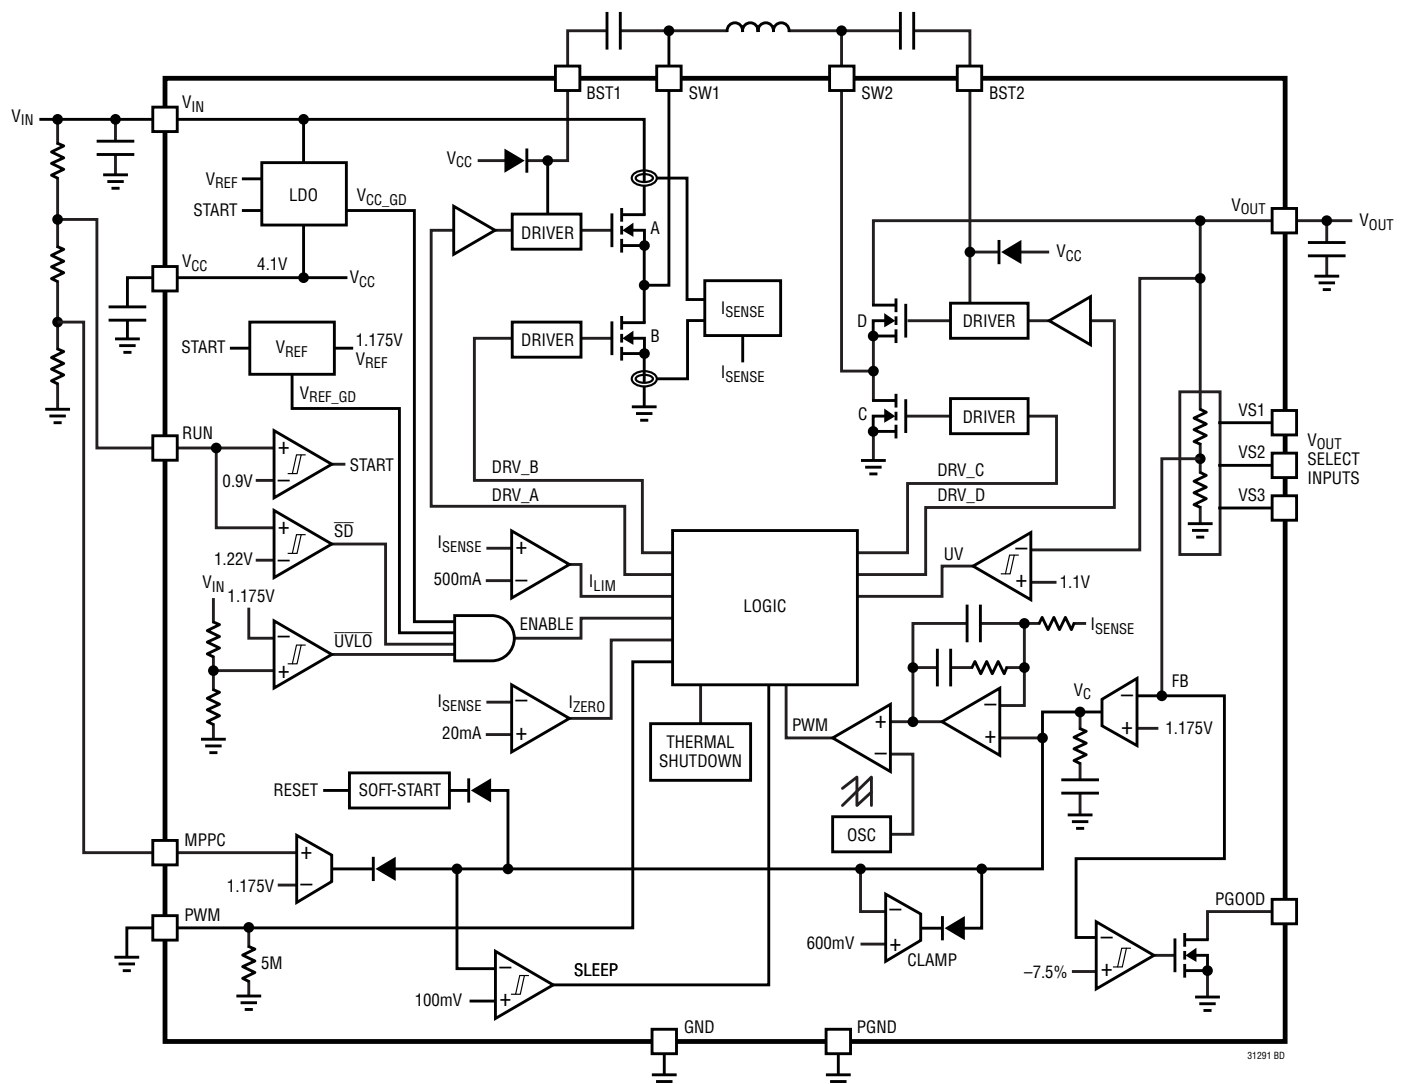 BST1
SW1
SW2
BST2
VIN
VIN
VCC
VREF
START
LDO
VCC_GD
VCC
4.1V
VCC
DRIVER
A
DRIVER
B
ISENSE
ISENSE
VOUT
VOUT
VCC
D
DRIVER
C
DRIVER
START
VREF
1.175V
VREF
VREF_GD
RUN
0.9V
+
–
START
1.22V
+
–
SD
VIN
1.175V
–
+
UVLO
DRV_B
DRV_A
DRV_C
DRV_D
VS1
VS2
VS3
VOUT
SELECT
INPUTS
ISENSE
500mA
+
–
ILIM
ENABLE
LOGIC
UV
–
+
1.1V
ISENSE
20mA
–
+
IZERO
THERMAL
SHUTDOWN
PWM
+
–
–
+
ISENSE
VC
–
+
FB
1.175V
OSC
RESET
SOFT-START
MPPC
1.175V
+
–
PWM
5M
100mV
–
+
SLEEP
600mV
–
+
CLAMP
PGOOD
–7.5%
–
+
GND
PGND
31291 BD